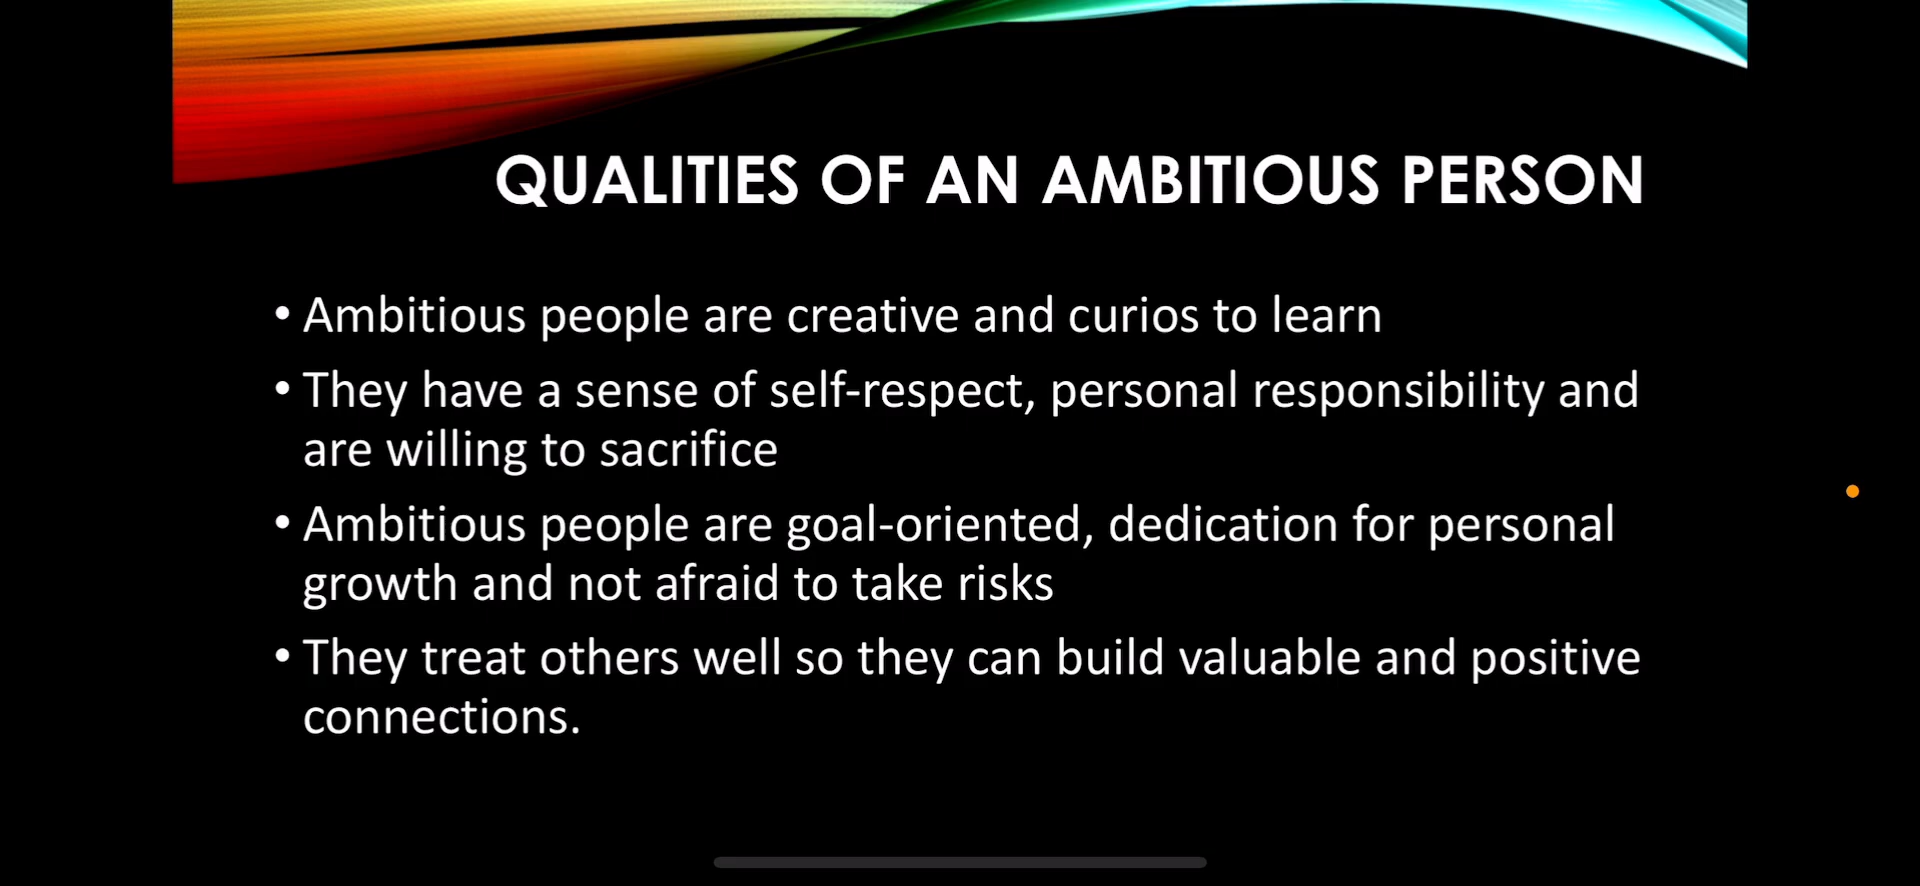 QUALITIES OF AN AMBITIOUS PERSON
• Ambitious people are creative and curios to learn
• They have a sense of self-respect, personal responsibility and
are willing to sacrifice
• Ambitious people are goal-oriented, dedication for personal
growth and not afraid to take risks
• They treat others well so they can build valuable and positive
connections.